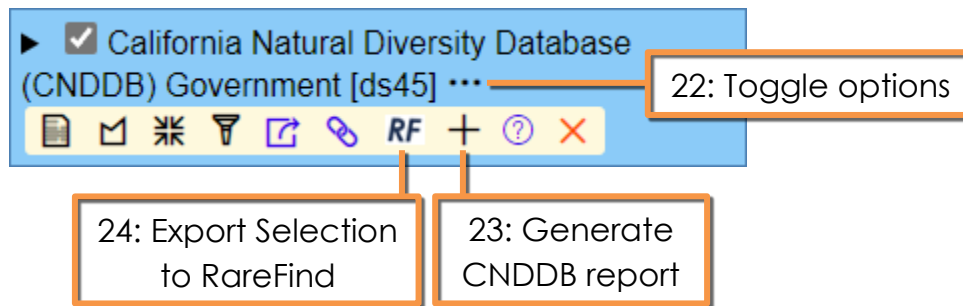 California Natural Diversity Database
(CNDDB) Government [ds45] •••
22: Toggle options
RF
24: Export Selection
to RareFind
23: Generate
CNDDB report